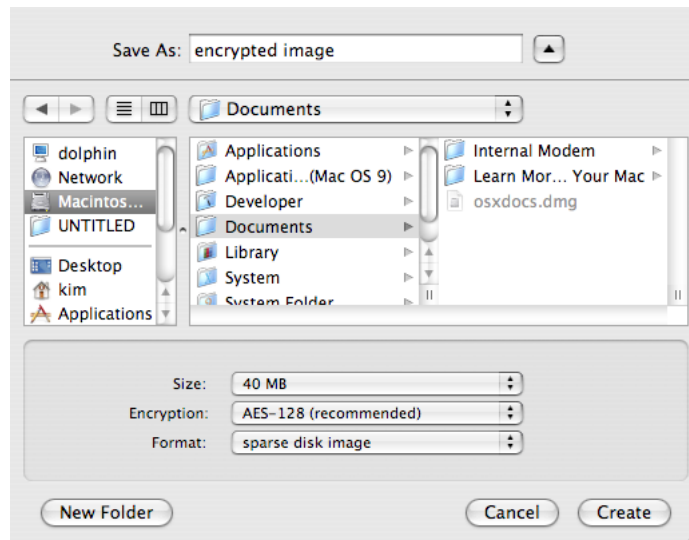 Save As: encrypted image
Documents
dolphin
Network
Macintos...
UNTITLED
Desktop
kim
Applications
Applications
Applicati...(Mac OS 9)
Developer
Documents
Library
System
System Folder
Internal Modem
Learn Mor... Your Mac
osxdocs.dmg
Size: 40 MB
Encryption: AES-128 (recommended)
Format: sparse disk image
New Folder
Cancel
Create